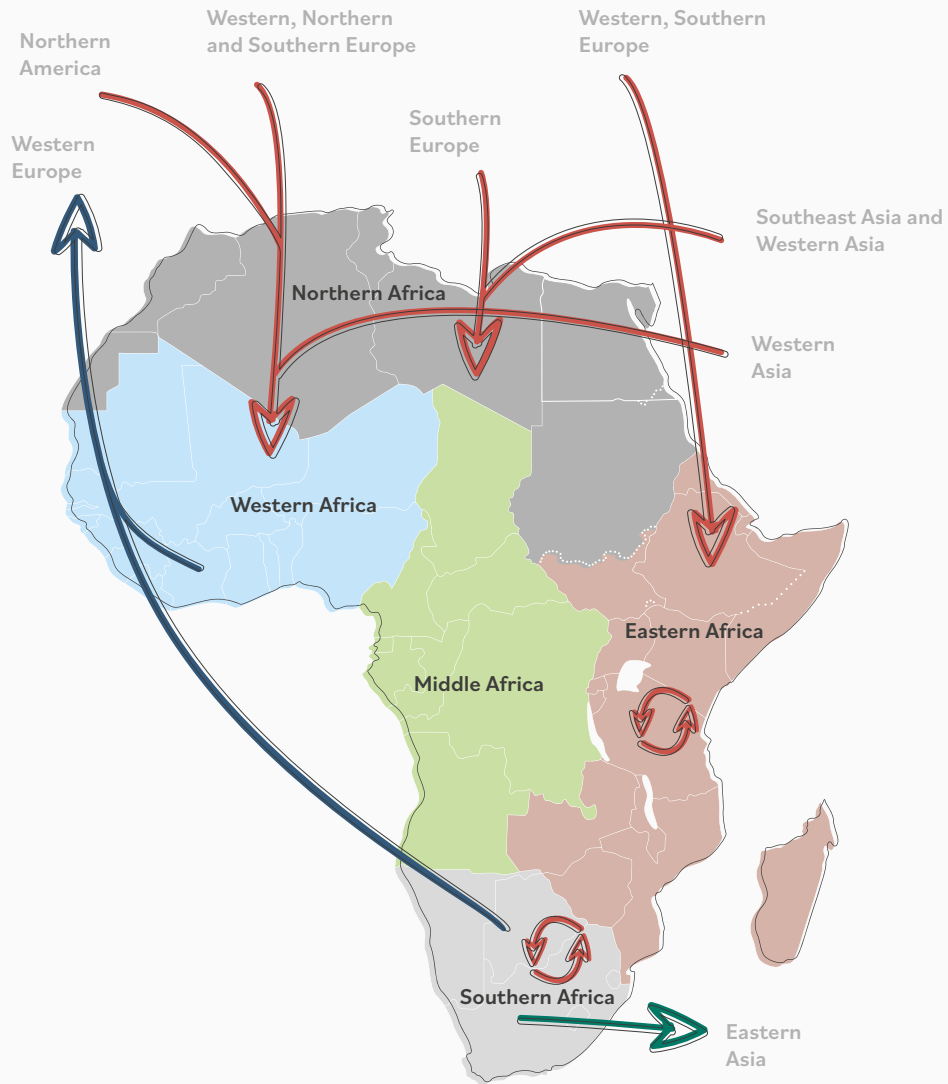 Western, Northern
and Southern Europe
Western, Southern
Europe
Northern
America
Southern
Europe
Western
Europe
Southeast Asia and
Western Asia
Northern Africa
Western
Asia
Western Africa
Eastern Africa
Middle Africa
Southern Africa
Eastern
Asia